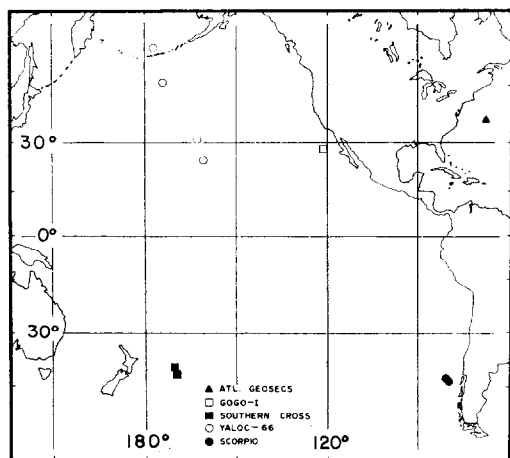 30°
0°
30°
▲ ATL. GEOSECS
□ GOGO-I
■ SOUTHERN CROSS
○ YALOC-66
● SCORPIO
180°
120°